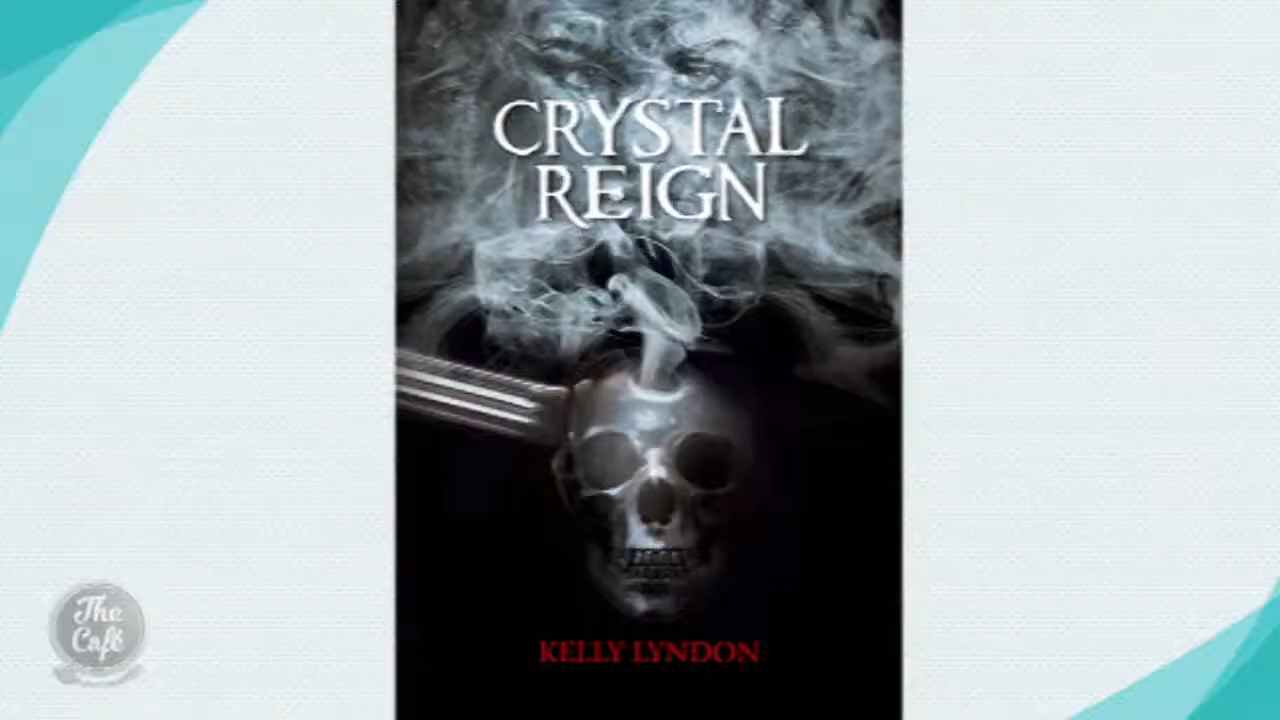 CRYSTAL
REIGN
KELLY LYNDON
The
Café